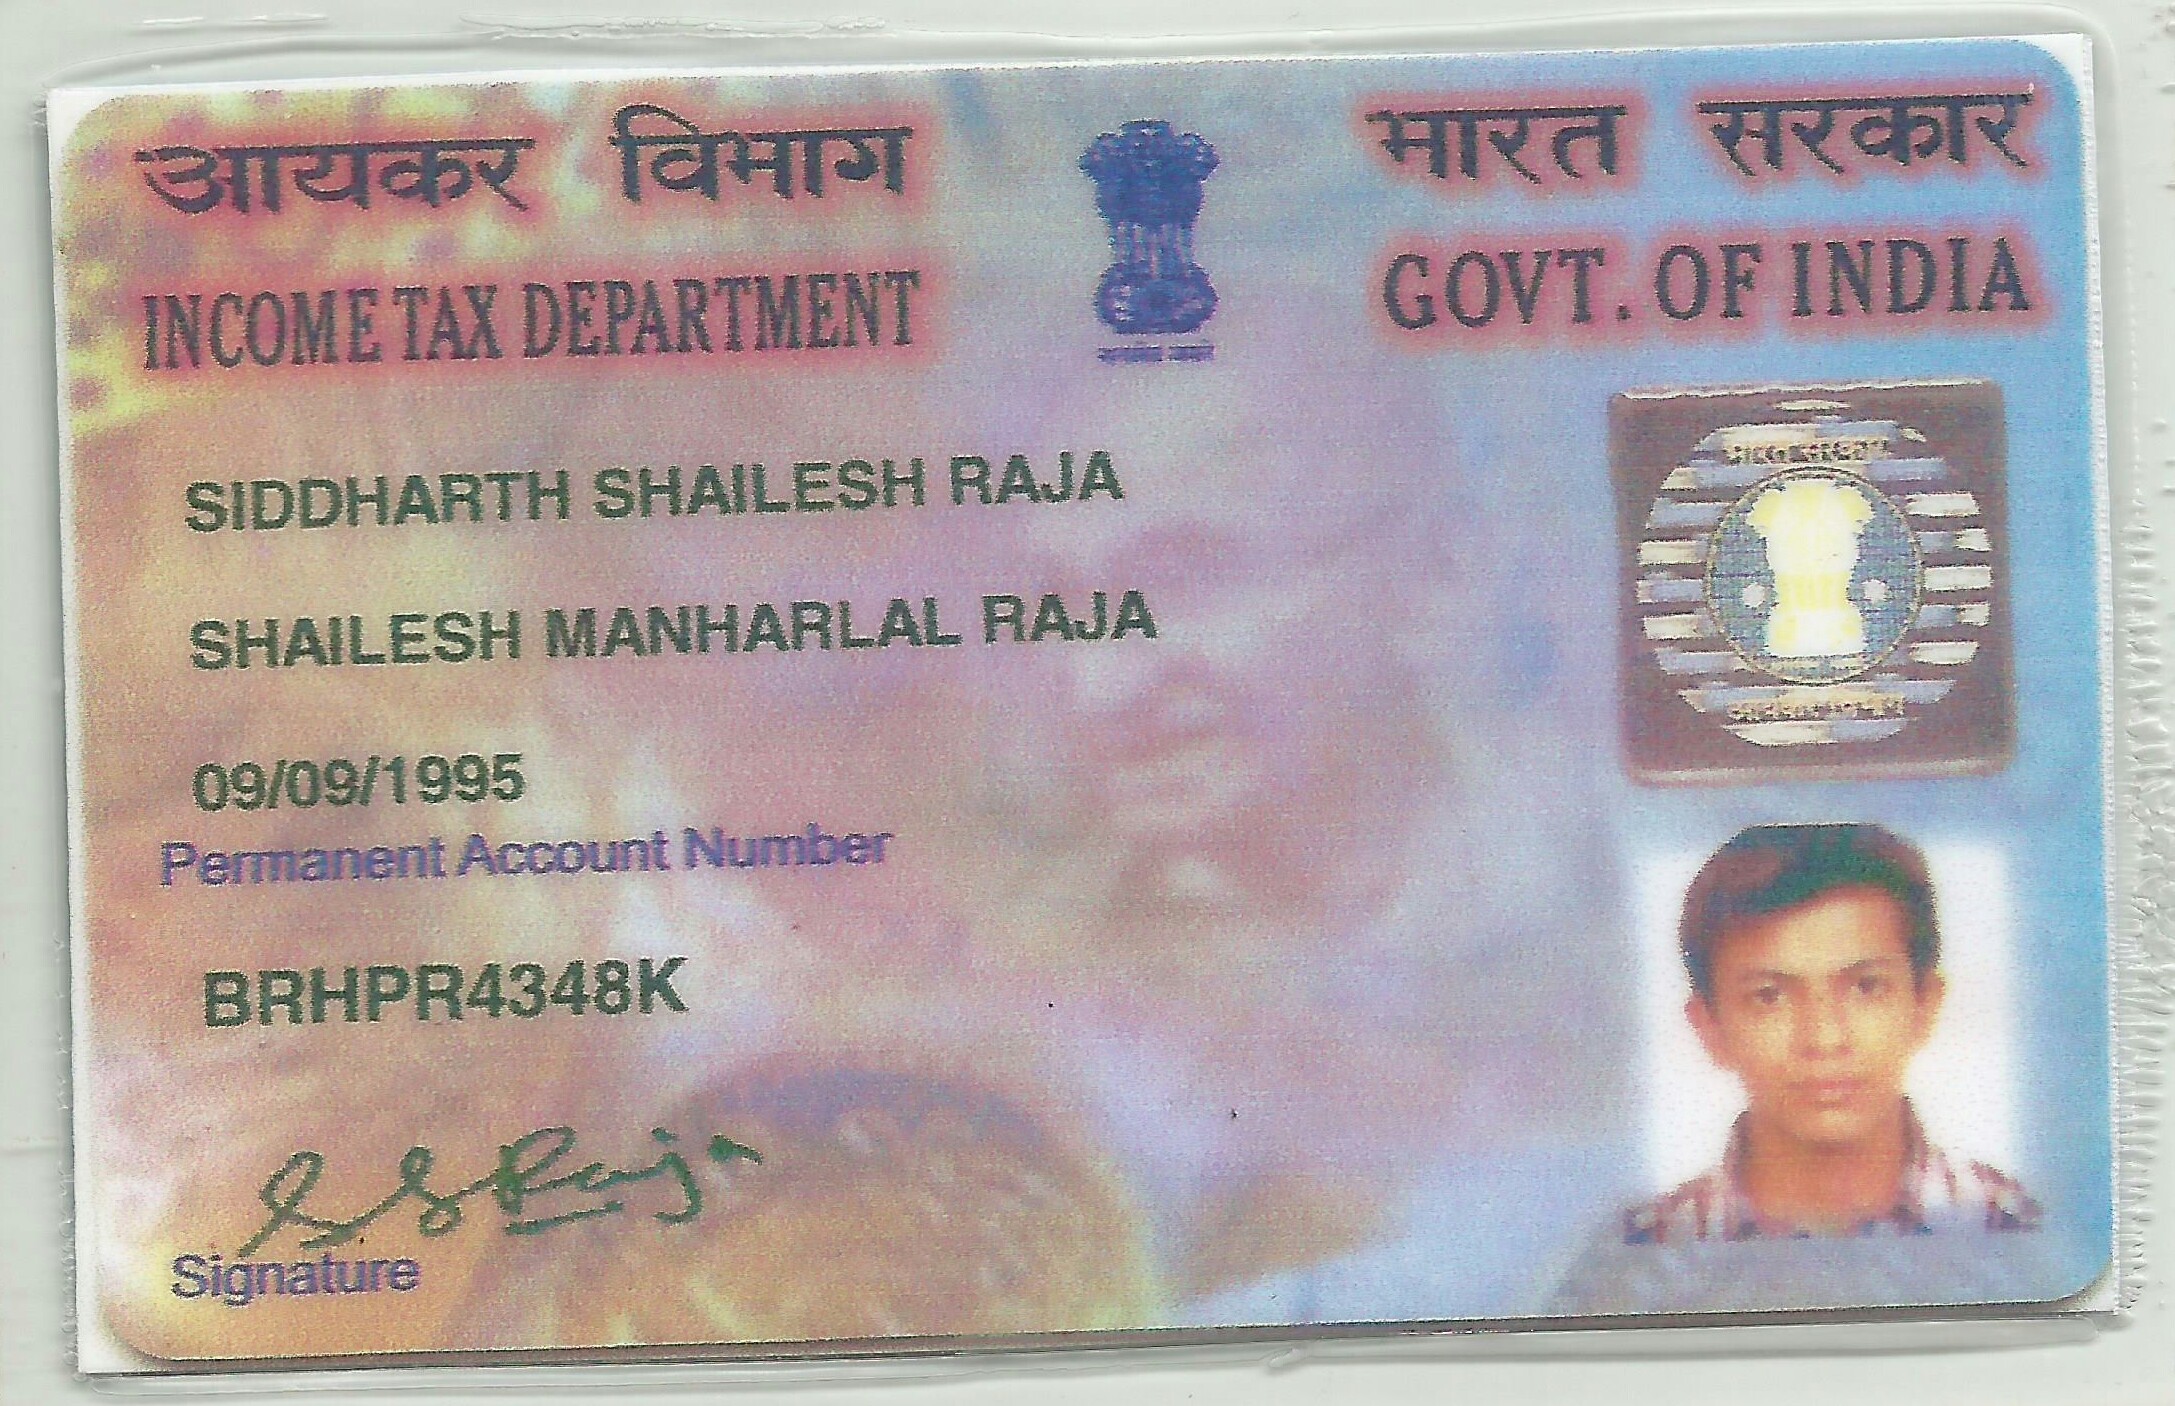 आयकर विभाग
INCOME TAX DEPARTMENT
भारत सरकार
GOVT. OF INDIA
SIDDHARTH SHAILESH RAJA
SHAILESH MANHARLAL RAJA
09/09/1995
Permanent Account Number
BRHPR4348K
S S Raja
Signature